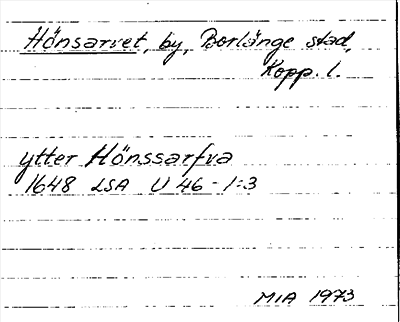 Hönsarvet, by, Borlänge stad,
Kopp. l.
ytter Hönssarfva
1648 LSA U 46 - 1:3
MIA 1973